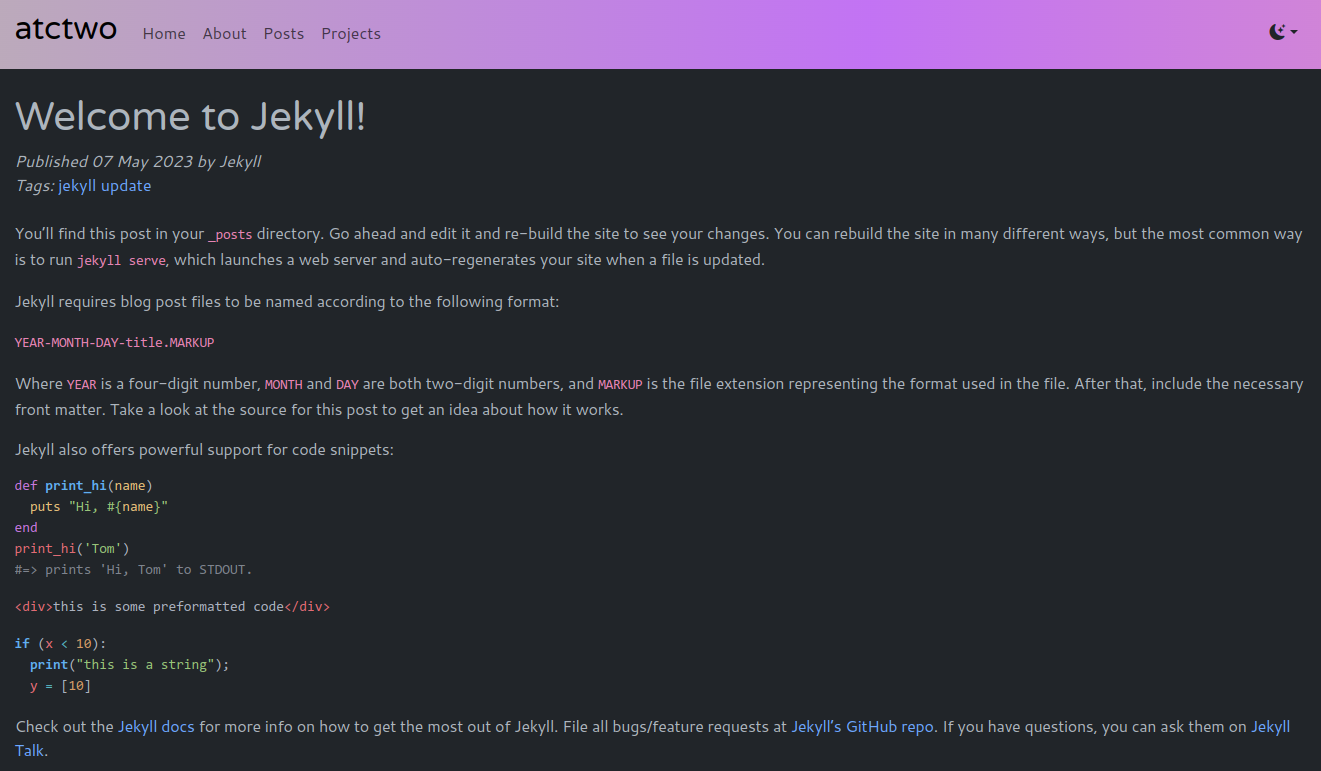 atctwo Home About Posts Projects
Welcome to Jekyll!
Published 07 May 2023 by Jekyll
Tags: jekyll update
You’ll find this post in your _posts directory. Go ahead and edit it and re-build the site to see your changes. You can rebuild the site in many different ways, but the most common way
is to run jekyll serve, which launches a web server and auto-regenerates your site when a file is updated.
Jekyll requires blog post files to be named according to the following format:
YEAR-MONTH-DAY-title.MARKUP
Where YEAR is a four-digit number, MONTH and DAY are both two-digit numbers, and MARKUP is the file extension representing the format used in the file. After that, include the necessary
front matter. Take a look at the source for this post to get an idea about how it works.
Jekyll also offers powerful support for code snippets:
def print_hi(name)
  puts "Hi, #{name}"
end
print_hi('Tom')
#=> prints 'Hi, Tom' to STDOUT.
<div>this is some preformatted code</div>
if (x < 10):
  print("this is a string");
  y = [10]
Check out the Jekyll docs for more info on how to get the most out of Jekyll. File all bugs/feature requests at Jekyll’s GitHub repo. If you have questions, you can ask them on Jekyll
Talk.